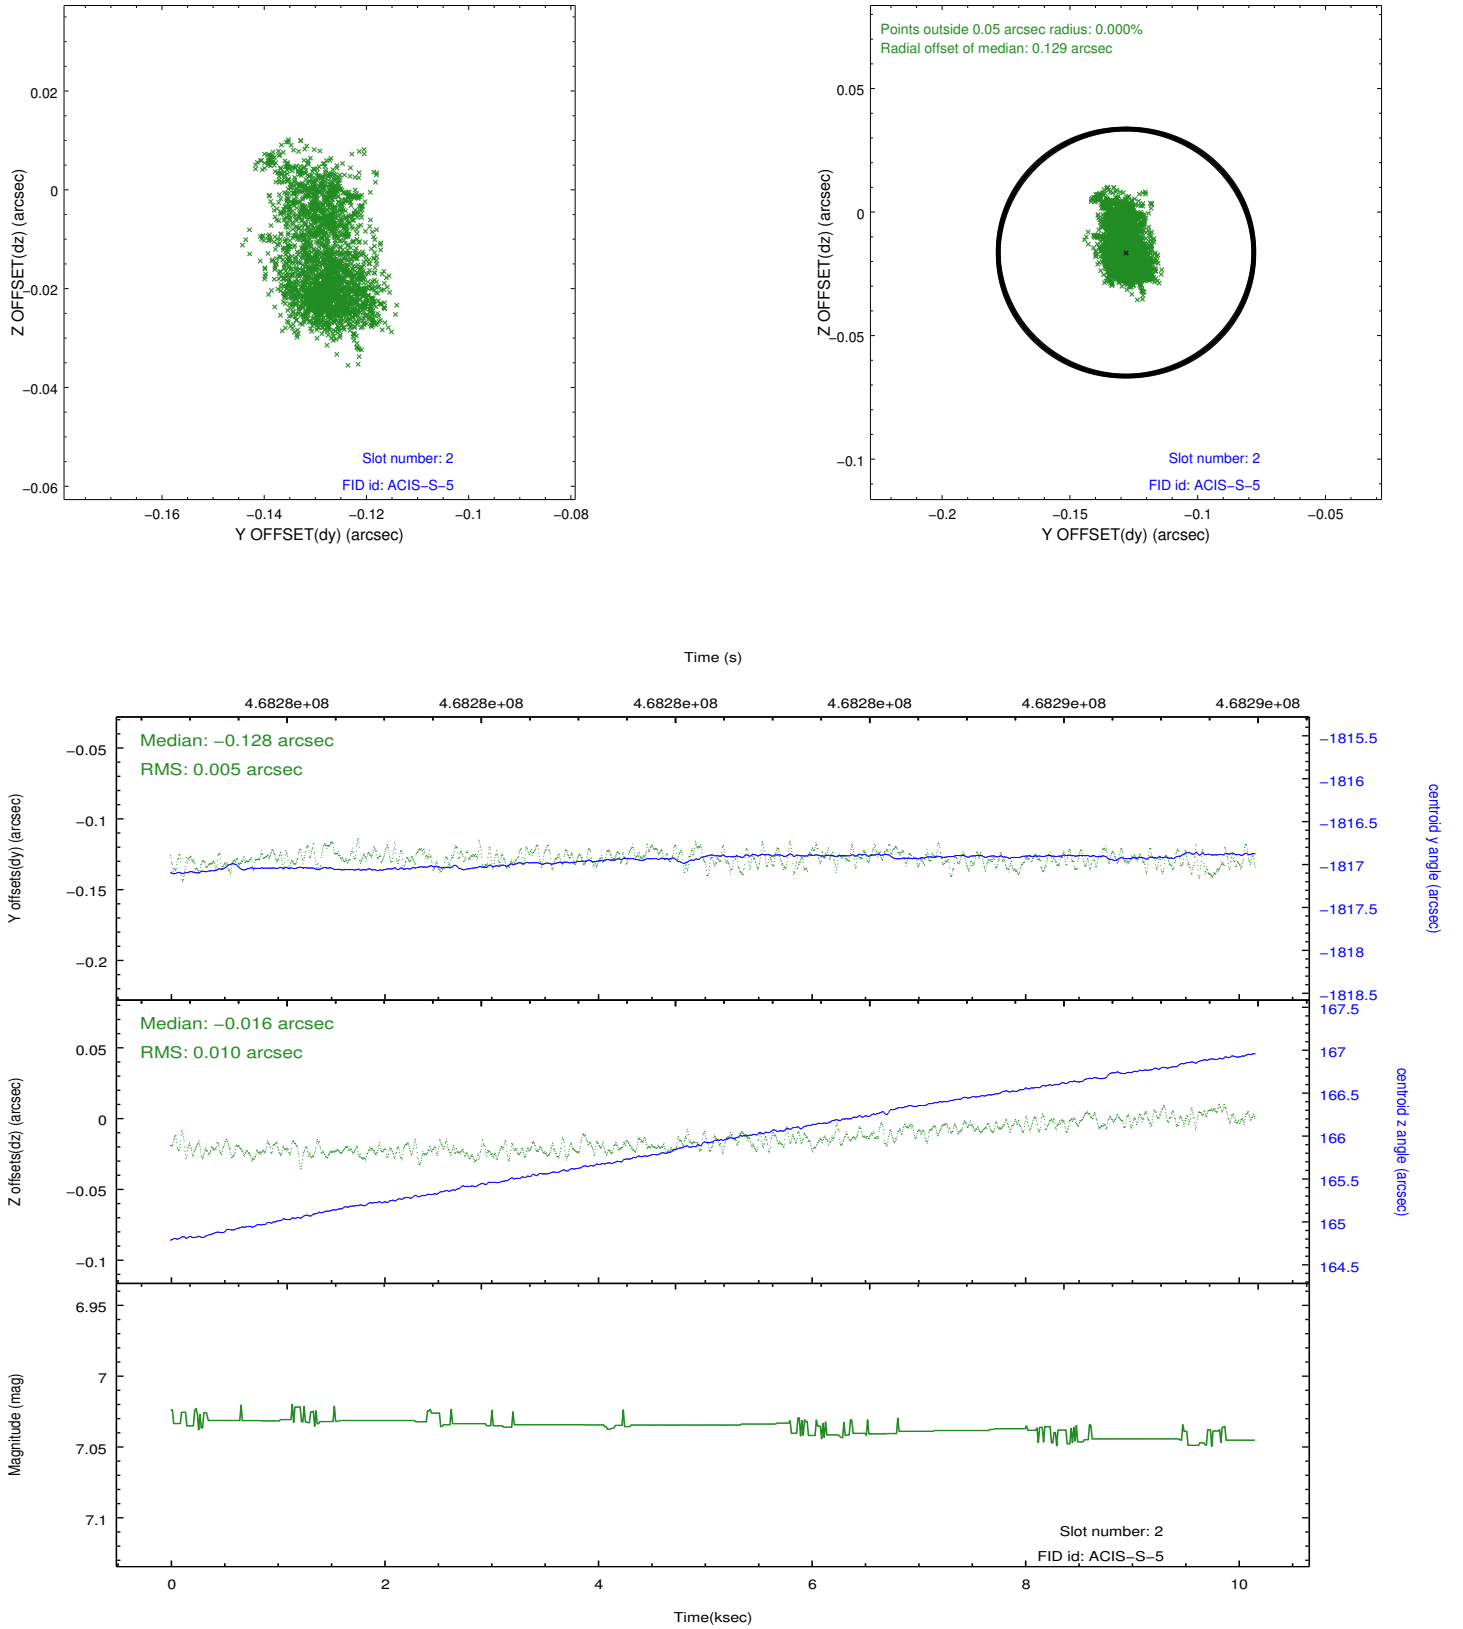 0.02
0
−0.02
−0.04
−0.06
Z OFFSET(dz) (arcsec)
Slot number: 2
FID id: ACIS−S−5
−0.16
−0.14
−0.12
−0.1
−0.08
Y OFFSET(dy) (arcsec)
Points outside 0.05 arcsec radius: 0.000%
Radial offset of median: 0.129 arcsec
0.05
0
−0.05
−0.1
Z OFFSET(dz) (arcsec)
Slot number: 2
FID id: ACIS−S−5
−0.2
−0.15
−0.1
−0.05
Y OFFSET(dy) (arcsec)
Time (s)
4.6828e+08
4.6828e+08
4.6828e+08
4.6828e+08
4.6829e+08
4.6829e+08
Median: −0.128 arcsec
RMS: 0.005 arcsec
−0.05
−0.1
−0.15
−0.2
Y offsets(dy) (arcsec)
−1815.5
−1816
−1816.5
−1817
−1817.5
−1818
−1818.5
centroid y angle (arcsec)
Median: −0.016 arcsec
RMS: 0.010 arcsec
0.05
0
−0.05
−0.1
Z offsets(dz) (arcsec)
167.5
167
166.5
166
165.5
165
164.5
centroid z angle (arcsec)
6.95
7
7.05
7.1
Magnitude (mag)
Slot number: 2
FID id: ACIS−S−5
0
2
4
6
8
10
Time(ksec)